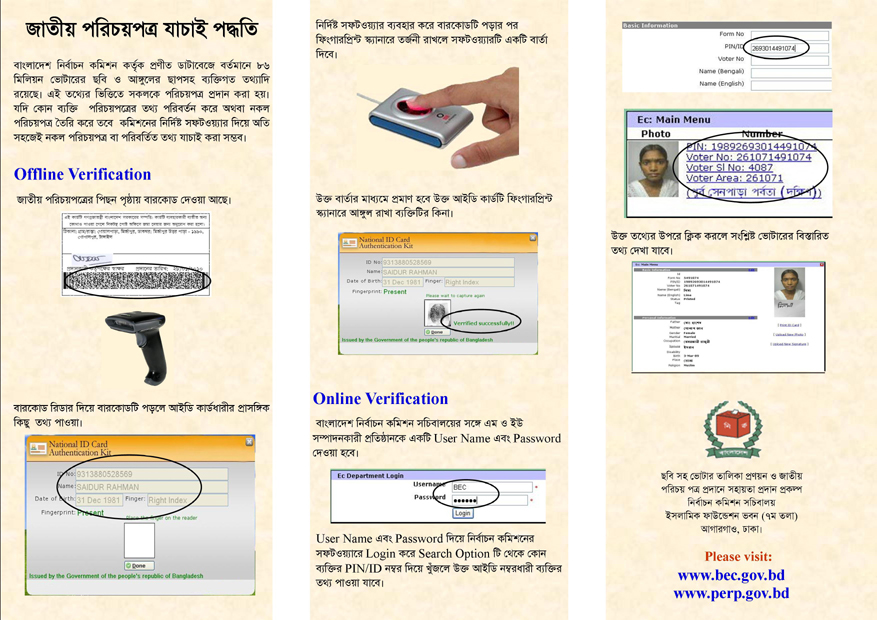 জাতীয় পরিচয়পত্র যাচাই পদ্ধতি
বাংলাদেশ নির্বাচন কমিশন কর্তৃক প্রণীত ডাটাবেজে বর্তমানে ৮৬
মিলিয়ন ভোটারের ছবি ও আঙ্গুলের ছাপসহ ব্যক্তিগত তথ্যাদি
রয়েছে। এই তথ্যের ভিত্তিতে সকলকে পরিচয়পত্র প্রদান করা হয়।
যদি কোন ব্যক্তি পরিচয়পত্রের তথ্য পরিবর্তন করে অথবা নকল
পরিচয়পত্র তৈরি করে তবে কমিশনের নির্দিষ্ট সফটওয়্যার দিয়ে অতি
সহজেই নকল পরিচয়পত্র বা পরিবর্তিত তথ্য যাচাই করা সম্ভব।
Offline Verification
জাতীয় পরিচয়পত্রের পিছন পৃষ্ঠায় বারকোড দেওয়া আছে।
বারকোড রিডার দিয়ে বারকোডটি পড়লে আইডি কার্ডধারীর প্রাসঙ্গিক
কিছু তথ্য পাওয়া।
National ID Card
Authentication Kit
ID No: 9313880528569
Name: SAIDUR RAHMAN
Date of Birth: 31 Dec 1981 Finger: Right Index
Fingerprint: Present
Place the finger on the reader
Done
Issued by the Government of the people's republic of Bangladesh
নির্দিষ্ট সফটওয়্যার ব্যবহার করে বারকোডটি পড়ার পর
ফিংগারপ্রিন্ট স্ক্যানারে তর্জনী রাখলে সফটওয়্যারটি একটি বার্তা
দিবে।
উক্ত বার্তার মাধ্যমে প্রমাণ হবে উক্ত আইডি কার্ডটি ফিংগারপ্রিন্ট
স্ক্যানারে আঙ্গুল রাখা ব্যক্তিটির কিনা।
National ID Card
Authentication Kit
ID No: 9313880528569
Name: SAIDUR RAHMAN
Date of Birth: 31 Dec 1981 Finger: Right Index
Fingerprint: Present
Please wait to capture again
Verrified successfully!!
Done
Issued by the Government of the people's republic of Bangladesh
Online Verification
বাংলাদেশ নির্বাচন কমিশন সচিবালয়ের সঙ্গে এম ও ইউ
সম্পাদনকারী প্রতিষ্ঠানকে একটি User Name এবং Password
দেওয়া হবে।
Ec Department Login
Username BEC *
Password ●●●●●● *
Login
User Name এবং Password দিয়ে নির্বাচন কমিশনের
সফটওয়্যারে Login করে Search Option টি থেকে কোন
ব্যক্তির PIN/ID নম্বর দিয়ে খুঁজলে উক্ত আইডি নম্বরধারী ব্যক্তির
তথ্য পাওয়া যাবে।
Basic Information
Form No
PIN/ID 2693014491074
Voter No
Name (Bengali)
Name (English)
Ec: Main Menu
Photo Number
PIN: 19892693014491074
Voter No: 261071491074
Voter Sl No: 4087
Voter Area: 261071
(পূর্ব সেনপাড়া পর্বতা (দক্ষিণ))
উক্ত তথ্যের উপরে ক্লিক করলে সংশ্লিষ্ট ভোটারের বিস্তারিত
তথ্য দেখা যাবে।
ছবি সহ ভোটার তালিকা প্রণয়ন ও জাতীয়
পরিচয় পত্র প্রদানে সহায়তা প্রদান প্রকল্প
নির্বাচন কমিশন সচিবালয়
ইসলামিক ফাউন্ডেশন ভবন (৭ম তলা)
আগারগাও, ঢাকা।
Please visit:
www.bec.gov.bd
www.perp.gov.bd